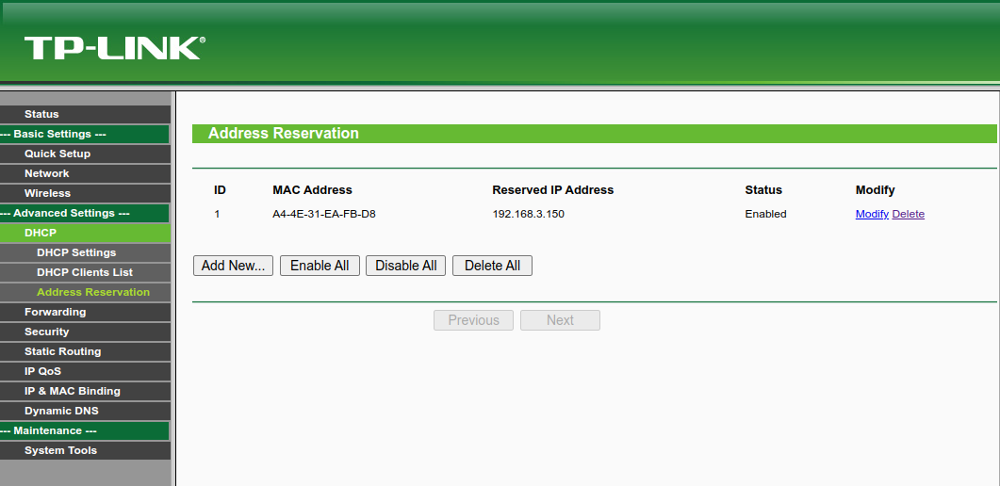 TP-LINK®
Status
--- Basic Settings ---
Quick Setup
Network
Wireless
--- Advanced Settings ---
DHCP
DHCP Settings
DHCP Clients List
Address Reservation
Forwarding
Security
Static Routing
IP QoS
IP & MAC Binding
Dynamic DNS
--- Maintenance ---
System Tools
Address Reservation
ID MAC Address Reserved IP Address Status Modify
1 A4-4E-31-EA-FB-D8 192.168.3.150 Enabled Modify Delete
Add New... Enable All Disable All Delete All
Previous Next